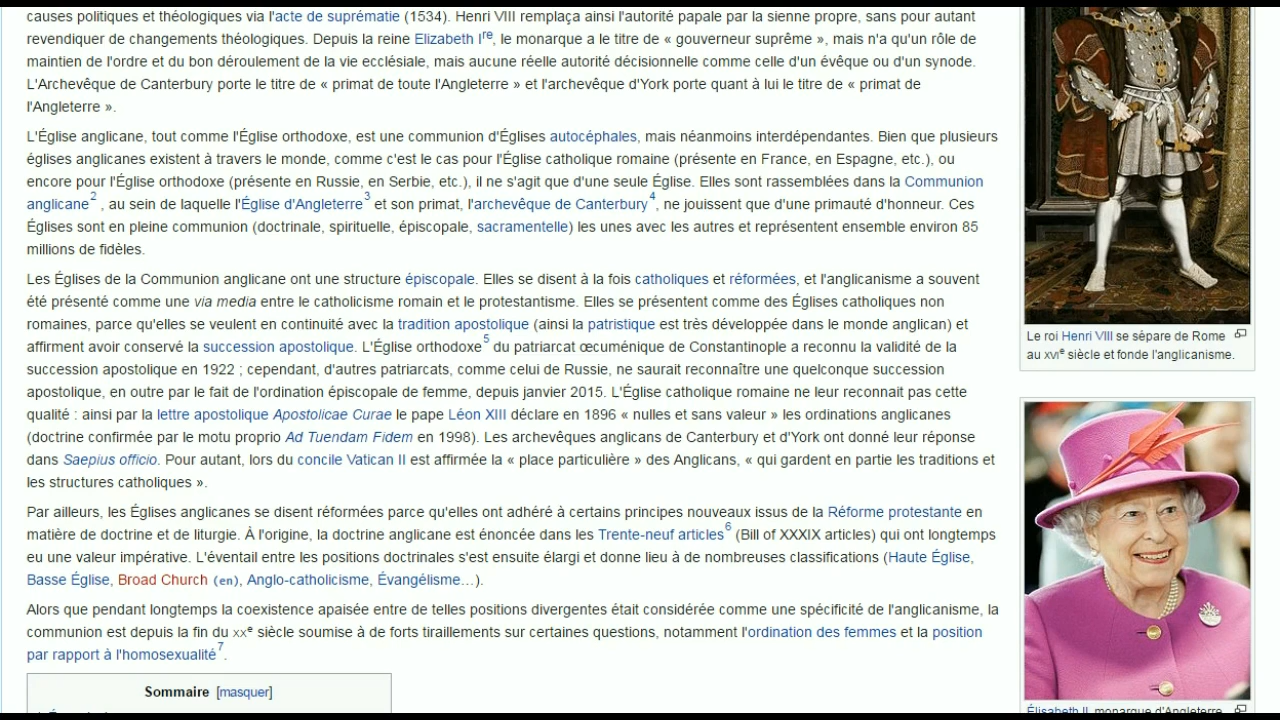 causes politiques et théologiques via l'acte de suprématie (1534). Henri VIII remplaça ainsi l'autorité papale par la sienne propre, sans pour autant
revendiquer de changements théologiques. Depuis la reine Elizabeth Ire, le monarque a le titre de « gouverneur suprême », mais n'a qu'un rôle de
maintien de l'ordre et du bon déroulement de la vie ecclésiale, mais aucune réelle autorité décisionnelle comme celle d'un évêque ou d'un synode.
L'Archevêque de Canterbury porte le titre de « primat de toute l'Angleterre » et l'archevêque d'York porte quant à lui le titre de « primat de
l'Angleterre ».
L'Église anglicane, tout comme l'Église orthodoxe, est une communion d'Églises autocéphales, mais néanmoins interdépendantes. Bien que plusieurs
églises anglicanes existent à travers le monde, comme c'est le cas pour l'Église catholique romaine (présente en France, en Espagne, etc.), ou
encore pour l'Église orthodoxe (présente en Russie, en Serbie, etc.), il ne s'agit que d'une seule Église. Elles sont rassemblées dans la Communion
anglicane2 , au sein de laquelle l'Église d'Angleterre3 et son primat, l'archevêque de Canterbury4, ne jouissent que d'une primauté d'honneur. Ces
Églises sont en pleine communion (doctrinale, spirituelle, épiscopale, sacramentelle) les unes avec les autres et représentent ensemble environ 85
millions de fidèles.
Les Églises de la Communion anglicane ont une structure épiscopale. Elles se disent à la fois catholiques et réformées, et l'anglicanisme a souvent
été présenté comme une via media entre le catholicisme romain et le protestantisme. Elles se présentent comme des Églises catholiques non
romaines, parce qu'elles se veulent en continuité avec la tradition apostolique (ainsi la patristique est très développée dans le monde anglican) et
affirment avoir conservé la succession apostolique. L'Église orthodoxe5 du patriarcat œcuménique de Constantinople a reconnu la validité de la
succession apostolique en 1922 ; cependant, d'autres patriarcats, comme celui de Russie, ne saurait reconnaître une quelconque succession
apostolique, en outre par le fait de l'ordination épiscopale de femme, depuis janvier 2015. L'Église catholique romaine ne leur reconnait pas cette
qualité : ainsi par la lettre apostolique Apostolicae Curae le pape Léon XIII déclare en 1896 « nulles et sans valeur » les ordinations anglicanes
(doctrine confirmée par le motu proprio Ad Tuendam Fidem en 1998). Les archevêques anglicans de Canterbury et d'York ont donné leur réponse
dans Saepius officio. Pour autant, lors du concile Vatican II est affirmée la « place particulière » des Anglicans, « qui gardent en partie les traditions et
les structures catholiques ».
Par ailleurs, les Églises anglicanes se disent réformées parce qu'elles ont adhéré à certains principes nouveaux issus de la Réforme protestante en
matière de doctrine et de liturgie. À l'origine, la doctrine anglicane est énoncée dans les Trente-neuf articles6 (Bill of XXXIX articles) qui ont longtemps
eu une valeur impérative. L'éventail entre les positions doctrinales s'est ensuite élargi et donne lieu à de nombreuses classifications (Haute Église,
Basse Église, Broad Church (en), Anglo-catholicisme, Évangélisme…).
Alors que pendant longtemps la coexistence apaisée entre de telles positions divergentes était considérée comme une spécificité de l'anglicanisme, la
communion est depuis la fin du XXe siècle soumise à de forts tiraillements sur certaines questions, notamment l'ordination des femmes et la position
par rapport à l'homosexualité7.
Sommaire [masquer]
Le roi Henri VIII se sépare de Rome
au XVIe siècle et fonde l'anglicanisme.
Élisabeth II, monarque d'Angleterre